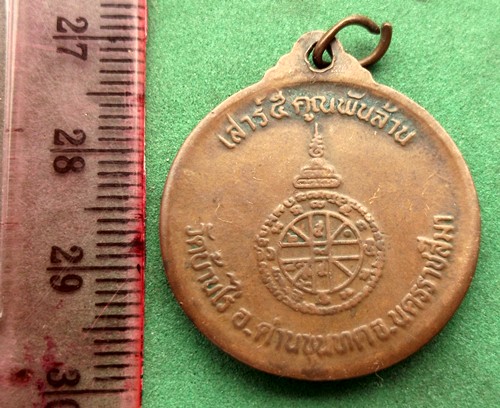 27
28
29
30
เสาร์ ๕ คูณพันล้าน
วัดบ้านไร่ อ.ด่านขุนทด จ.นครราชสีมา